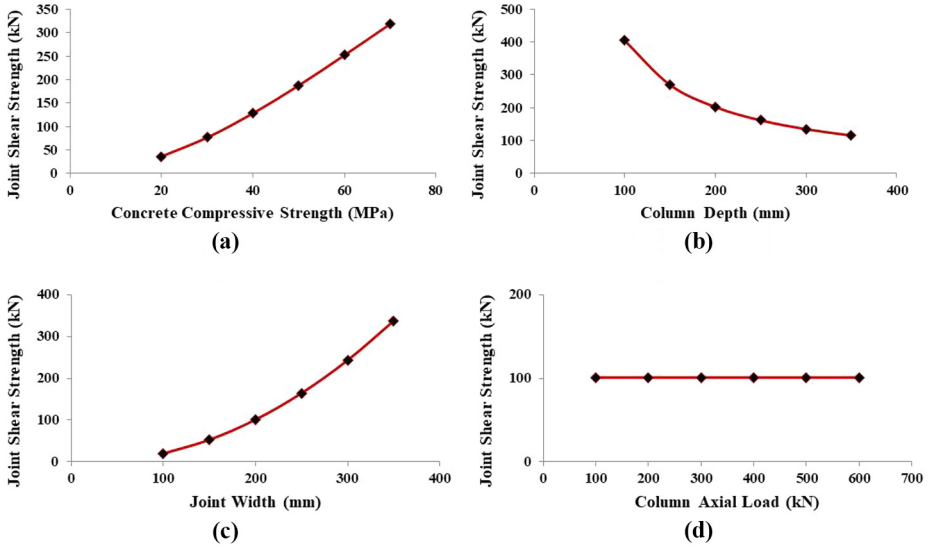 Joint Shear Strength (kN)
350
300
250
200
150
100
50
0
0 20 40 60 80
Concrete Compressive Strength (MPa)
(a)
Joint Shear Strength (kN)
500
400
300
200
100
0
0 100 200 300 400
Column Depth (mm)
(b)
Joint Shear Strength (kN)
400
300
200
100
0
0 100 200 300 400
Joint Width (mm)
(c)
Joint Shear Strength (kN)
200
100
0
0 100 200 300 400 500 600 700
Column Axial Load (kN)
(d)